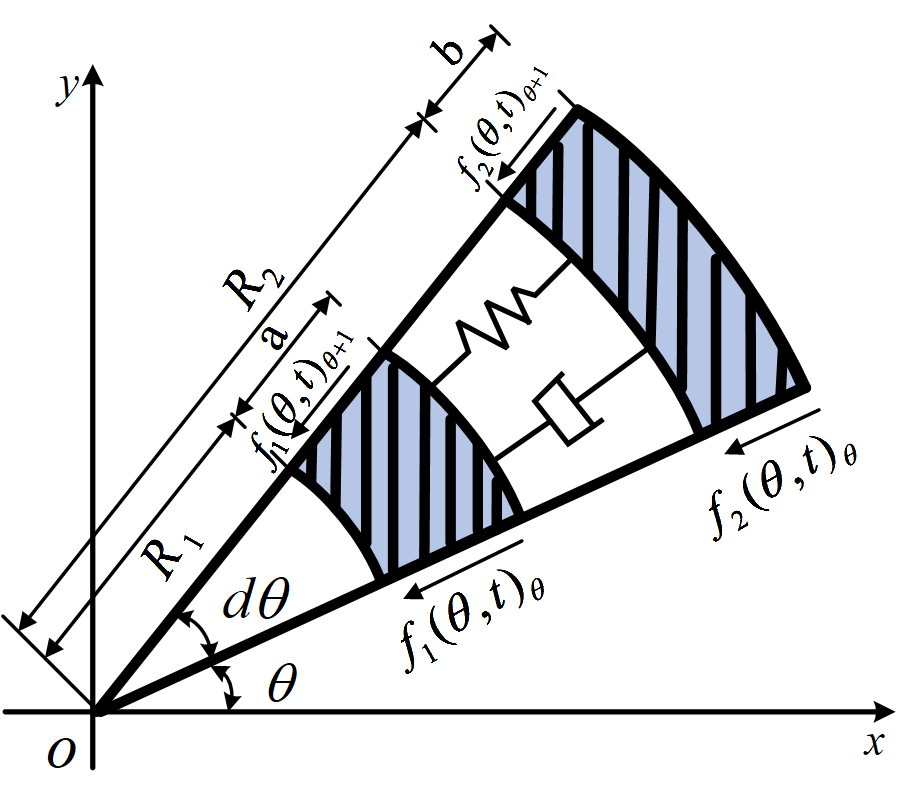 b
y
f₂(θ,t)θ+1
R₂
a
f₁(θ,t)θ+1
R₁
f₂(θ,t)θ
dθ
f₁(θ,t)θ
θ
O
x